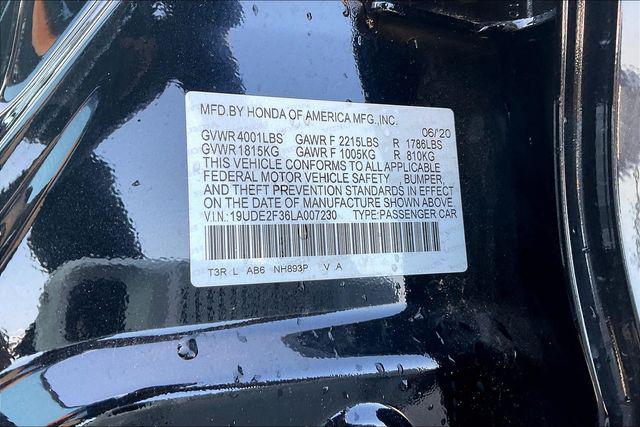 MFD.BY HONDA OF AMERICA MFG.,INC.
06/20
GVWR 4001LBS GAWR F 2215LBS R 1786LBS
GVWR 1815KG GAWR F 1005KG R 810KG
THIS VEHICLE CONFORMS TO ALL APPLICABLE
FEDERAL MOTOR VEHICLE SAFETY , BUMPER,
AND THEFT PREVENTION STANDARDS IN EFFECT
ON THE DATE OF MANUFACTURE SHOWN ABOVE.
V.I.N.: 19UDE2F36LA007230 TYPE:PASSENGER CAR
T3R L AB6 NH893P V A